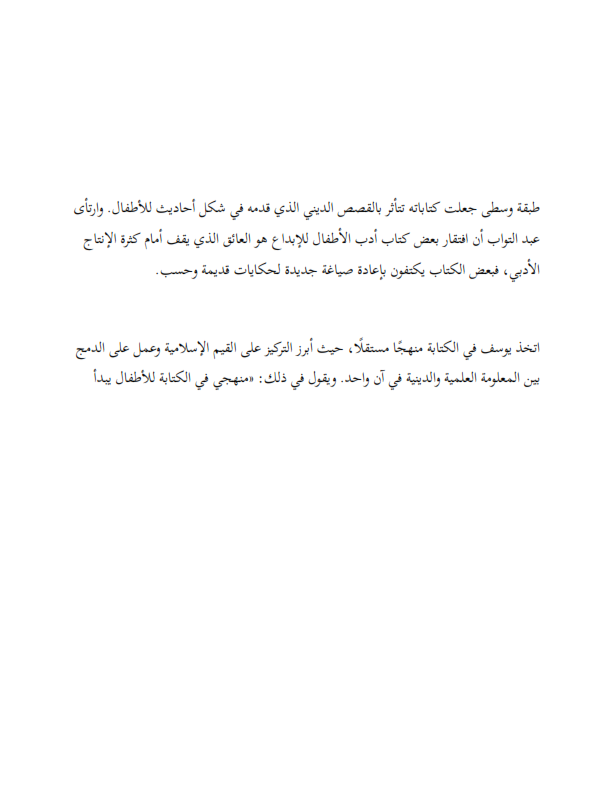 طبقة وسطى جعلت كتاباته تتأثر بالقصص الديني الذي قدمه في شكل أحاديث للأطفال. وارتأى
عبد التواب أن افتقار بعض كتاب أدب الأطفال للإبداع هو العائق الذي يقف أمام كثرة الإنتاج
الأدبي، فبعض الكتاب يكتفون بإعادة صياغة جديدة لحكايات قديمة وحسب.
اتخذ يوسف في الكتابة منهجًا مستقلًا، حيث أبرز التركيز على القيم الإسلامية وعمل على الدمج
بين المعلومة العلمية والدينية في آن واحد. ويقول في ذلك: «منهجي في الكتابة للأطفال يبدأ